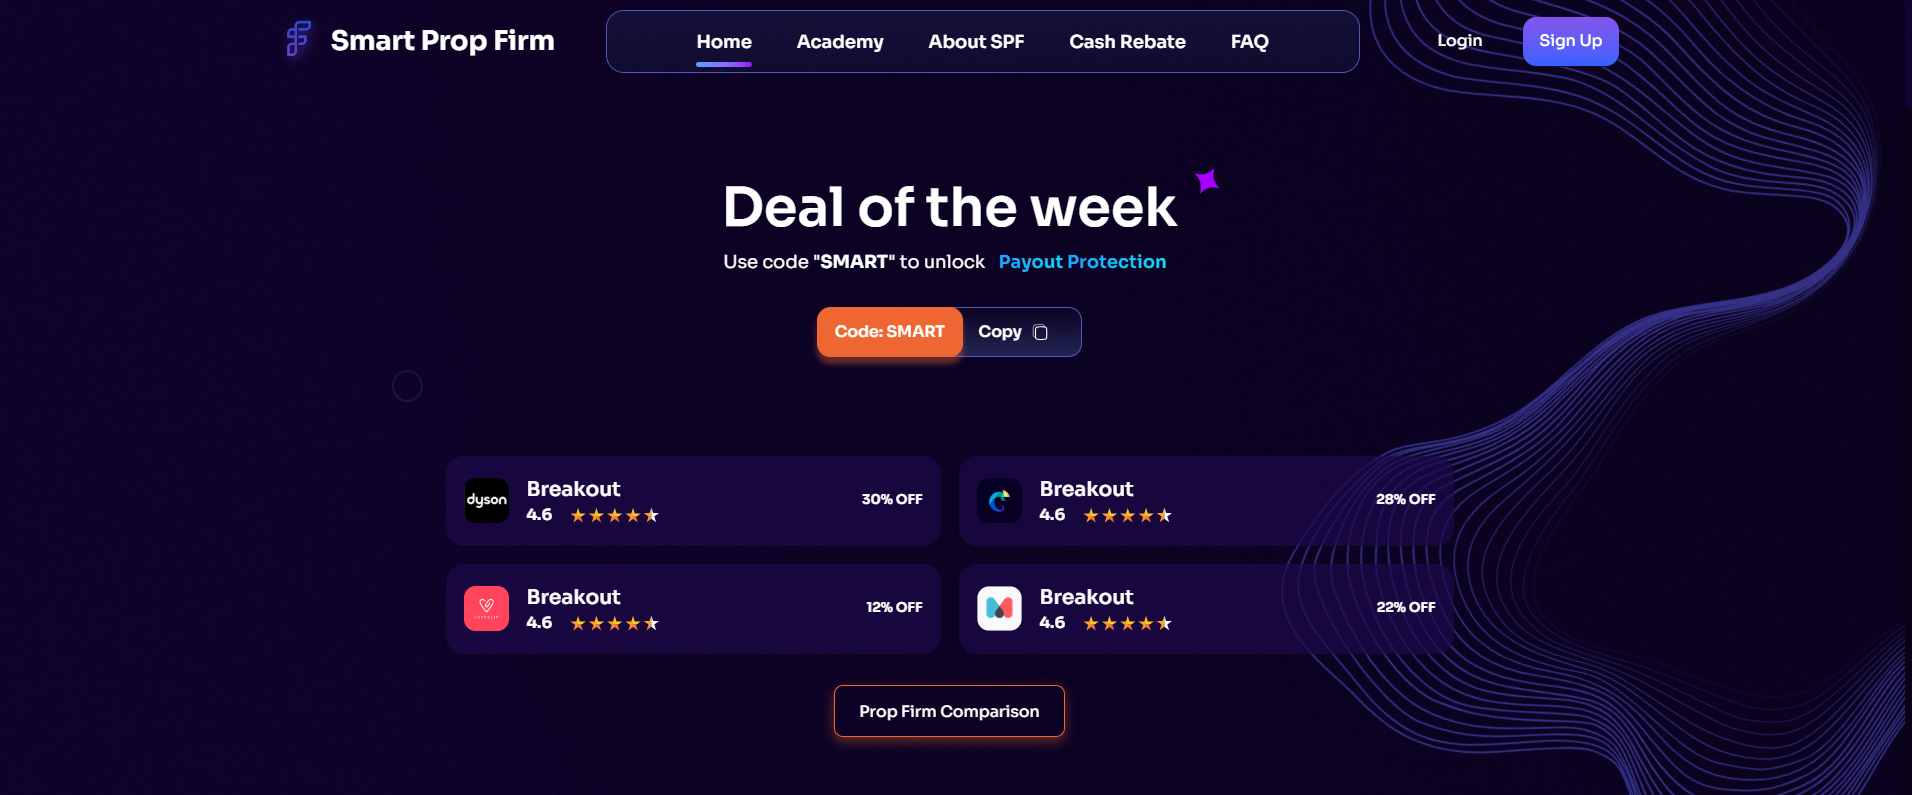 Smart Prop Firm
Home Academy About SPF Cash Rebate FAQ
Login
Sign Up
Deal of the week
Use code "SMART" to unlock Payout Protection
Code: SMART Copy
dyson
Breakout
4.6
30% OFF
Breakout
4.6
28% OFF
Breakout
4.6
12% OFF
Breakout
4.6
22% OFF
Prop Firm Comparison